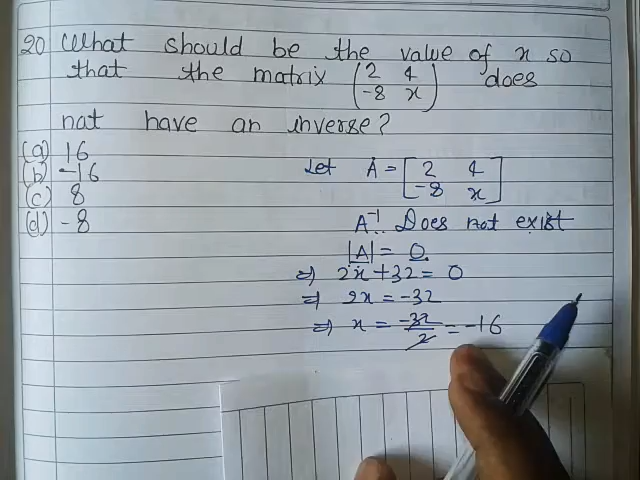 20 What should be the value of x so
that the matrix (2 4
-8 x) does
nat have an inverse?
(a) 16
(b) -16
(c) 8
(d) -8
Let A = [2 4
-8 x]
A⁻¹ Does not exist
|A| = 0
⇒ 2x + 32 = 0
⇒ 2x = -32
⇒ x = -32/2 = -16